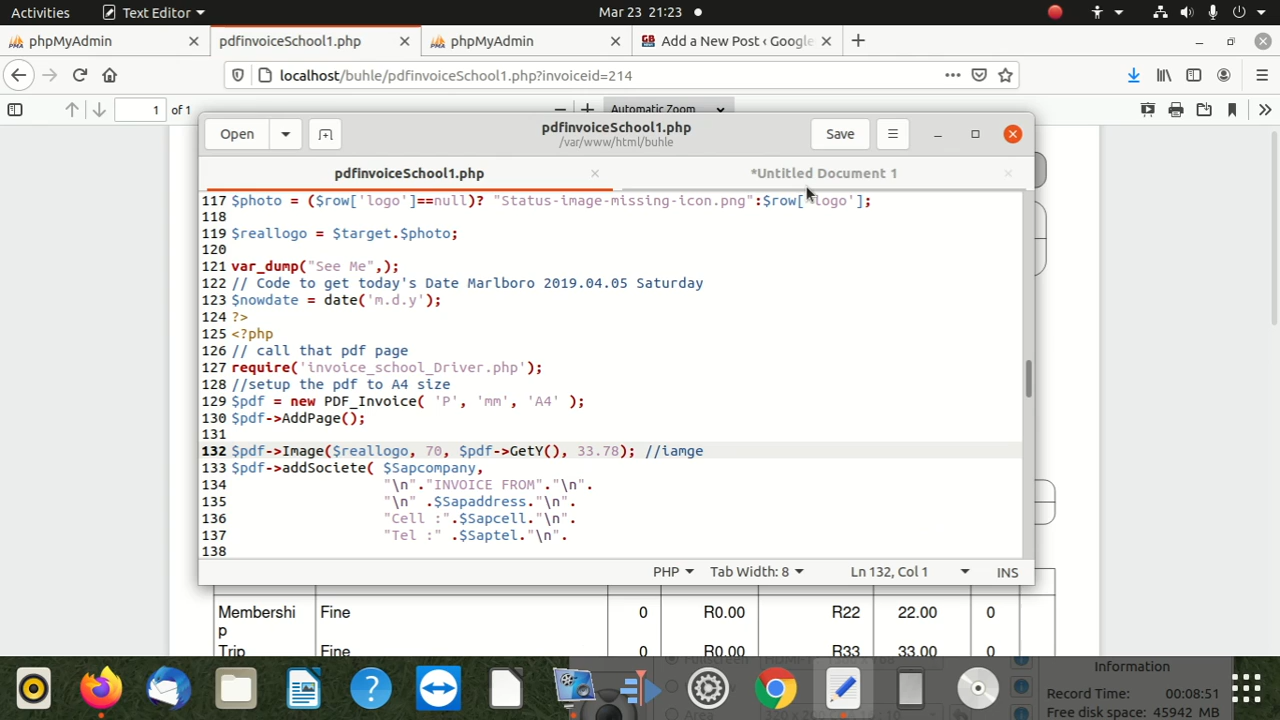 Activities Text Editor Mar 23 21:23
phpMyAdmin pdfinvoiceSchool1.php phpMyAdmin Add a New Post ‹ Google
localhost/buhle/pdfinvoiceSchool1.php?invoiceid=214
1 of 1 Automatic Zoom
Open pdfinvoiceSchool1.php Save
/var/www/html/buhle
pdfinvoiceSchool1.php *Untitled Document 1
117 $photo = ($row['logo']==null)? "Status-image-missing-icon.png":$row['logo'];
118
119 $reallogo = $target.$photo;
120
121 var_dump("See Me",);
122 // Code to get today's Date Marlboro 2019.04.05 Saturday
123 $nowdate = date('m.d.y');
124 ?>
125 <?php
126 // call that pdf page
127 require('invoice_school_Driver.php');
128 //setup the pdf to A4 size
129 $pdf = new PDF_Invoice( 'P', 'mm', 'A4' );
130 $pdf->AddPage();
131
132 $pdf->Image($reallogo, 70, $pdf->GetY(), 33.78); //iamge
133 $pdf->addSociete( $Sapcompany,
134 "\n"."INVOICE FROM"."\n".
135 "\n" .$Sapaddress."\n".
136 "Cell :".$Sapcell."\n".
137 "Tel :" .$Saptel."\n".
138
PHP Tab Width: 8 Ln 132, Col 1 INS
Membershi Fine 0 R0.00 R22 22.00 0
p
Trip Fine 0 R0.00 R33 33.00 0
Information
Record Time: 00:08:51
Free disk space: 45942 MB